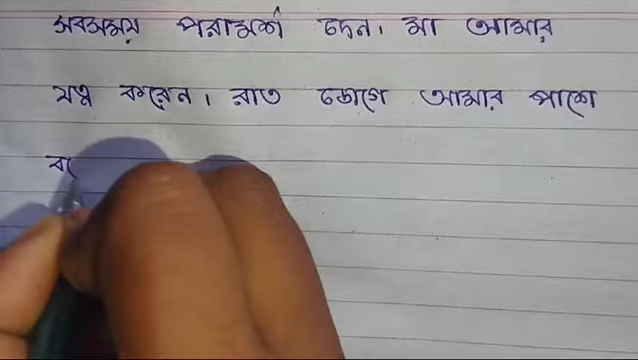 সবসময় পরামর্শ দেন। মা আমার
যত্ন করেন। রাত জেগে আমার পাশে
ব